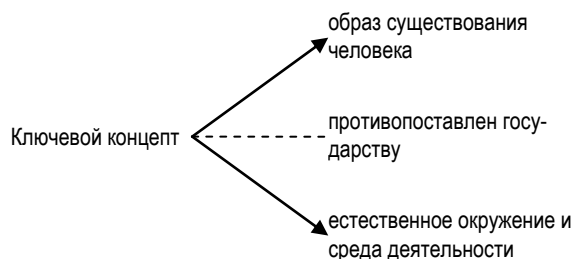 образ существования
человека
Ключевой концепт
противопоставлен госу-
дарству
естественное окружение и
среда деятельности